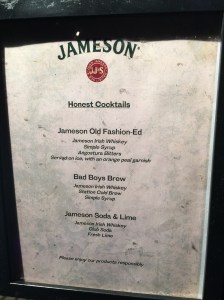 JAMESON
JJ&S
Honest Cocktails
Jameson Old Fashion-Ed
Jameson Irish Whiskey
Simple Syrup
Angostura Bitters
Served on ice, with an orange peel garnish
Bad Boys Brew
Jameson Irish Whiskey
Station Cold Brew
Simple Syrup
Jameson Soda & Lime
Jameson Irish Whiskey
Club Soda
Fresh Lime
Please enjoy our products responsibly